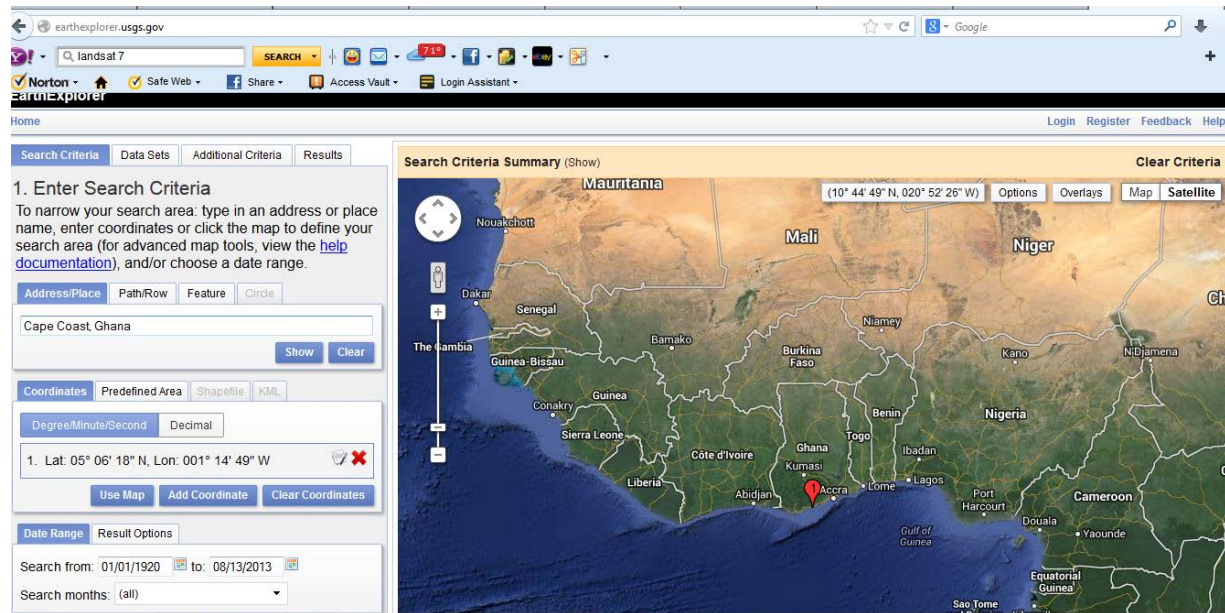 earthexplorer.usgs.gov
Google
landsat 7
SEARCH
71°
ebay
Norton
Safe Web
Share
Access Vault
Login Assistant
EarthExplorer
Home
Login Register Feedback Help
Search Criteria Data Sets Additional Criteria Results
Search Criteria Summary (Show)
Clear Criteria
1. Enter Search Criteria
To narrow your search area: type in an address or place
name, enter coordinates or click the map to define your
search area (for advanced map tools, view the help
documentation), and/or choose a date range.
Address/Place Path/Row Feature Circle
Cape Coast, Ghana
Show Clear
Coordinates Predefined Area Shapefile KML
Degree/Minute/Second Decimal
1. Lat: 05° 06' 18" N, Lon: 001° 14' 49" W
Use Map Add Coordinate Clear Coordinates
Date Range Result Options
Search from: 01/01/1920 to: 08/13/2013
Search months: (all)
(10° 44' 49" N, 020° 52' 26" W) Options Overlays Map Satellite
Mauritania
Nouakchott
Mali
Niger
Ch
Dakar
Senegal
Niamey
The Gambia
Bamako
Burkina
Faso
Kano
N'Djamena
Guinea-Bissau
Guinea
Conakry
Benin
Nigeria
Sierra Leone
Togo
Ghana
Côte d'Ivoire
Ibadan
Kumasi
Liberia
Abidjan
1
Accra
Lome
Lagos
Port
Harcourt
Cameroon
Douala
Yaounde
Gulf of
Guinea
Equatorial
Guinea
Sao Tome